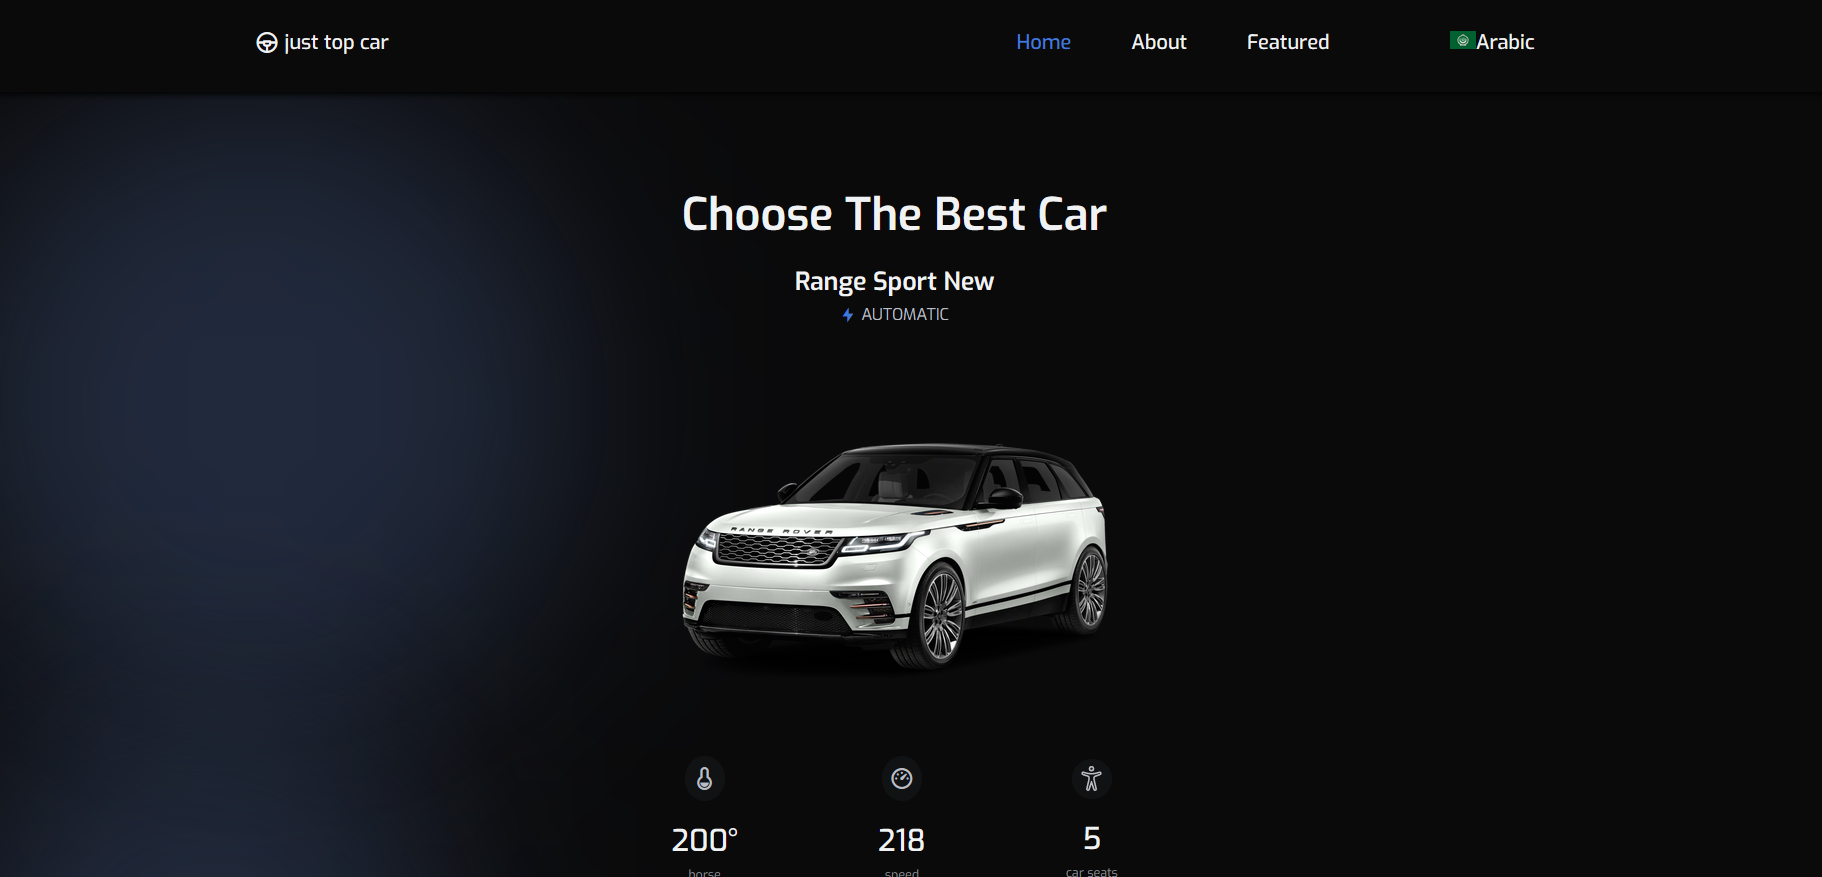 just top car
Home
About
Featured
Arabic
Choose The Best Car
Range Sport New
AUTOMATIC
RANGE ROVER
200°
218
5
horse
speed
car seats